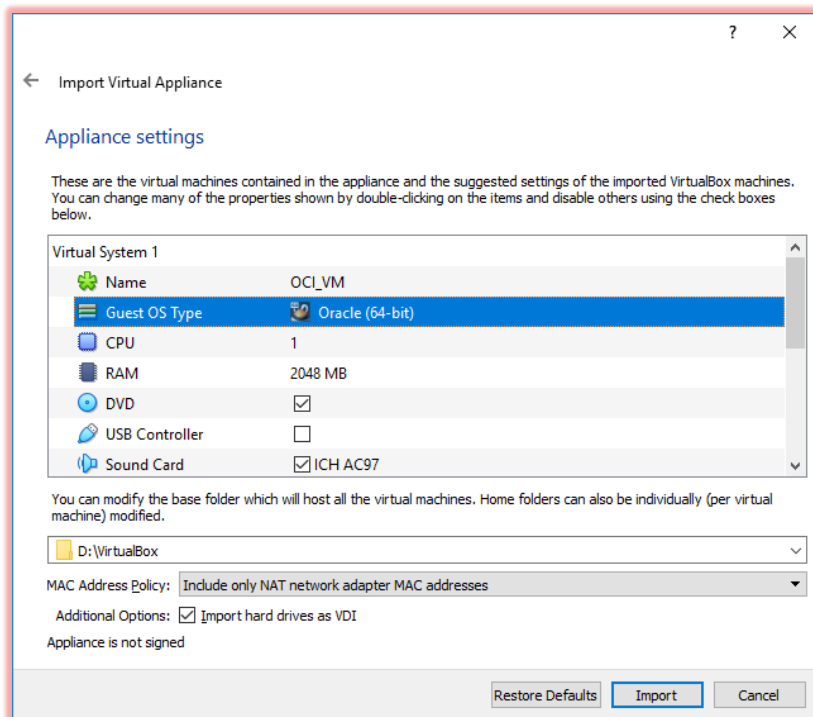 ?
Import Virtual Appliance
Appliance settings
These are the virtual machines contained in the appliance and the suggested settings of the imported VirtualBox machines.
You can change many of the properties shown by double-clicking on the items and disable others using the check boxes
below.
Virtual System 1
Name OCI_VM
Guest OS Type Oracle (64-bit)
CPU 1
RAM 2048 MB
DVD
USB Controller
Sound Card ICH AC97
You can modify the base folder which will host all the virtual machines. Home folders can also be individually (per virtual
machine) modified.
D:\VirtualBox
MAC Address Policy: Include only NAT network adapter MAC addresses
Additional Options: Import hard drives as VDI
Appliance is not signed
Restore Defaults Import Cancel